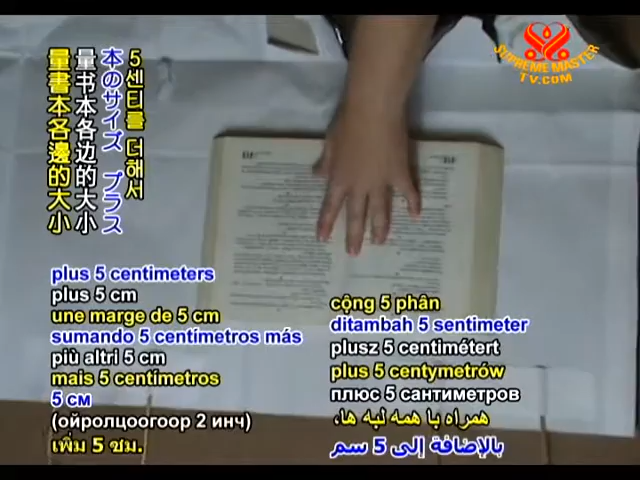 SUPREME MASTER
TV.COM
量書本各邊的大小
量书本各边的大小
本のサイズ プラス
5센티를 더해서
plus 5 centimeters
plus 5 cm
une marge de 5 cm
sumando 5 centímetros más
più altri 5 cm
mais 5 centímetros
5 см
(ойролцоогоор 2 инч)
เพิ่ม 5 ซม.
cộng 5 phân
ditambah 5 sentimeter
plusz 5 centimétert
plus 5 centymetrów
плюс 5 сантиметров
همراه با همه لبه ها،
بالإضافة إلى 5 سم